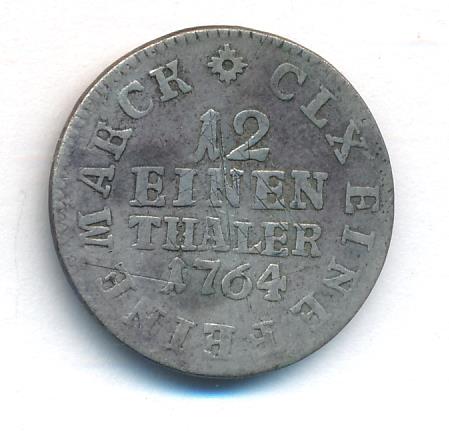 CLX EINE FEINE MARCK
12
EINEN
THALER
1764